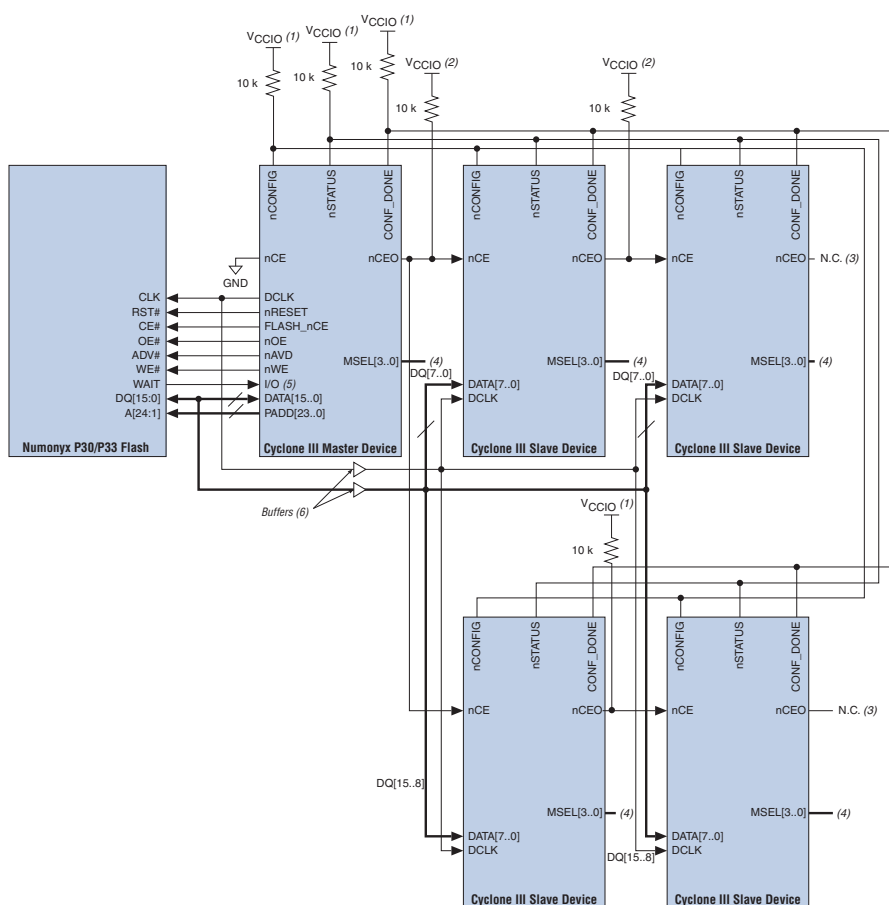 VCCIO (1)
VCCIO (1)
VCCIO (1)
VCCIO (2)
VCCIO (2)
10 k
10 k
10 k
10 k
10 k
nCONFIG
nSTATUS
CONF_DONE
nCONFIG
nSTATUS
CONF_DONE
nCONFIG
nSTATUS
CONF_DONE
nCE
nCEO
nCE
nCEO
nCE
nCEO
N.C. (3)
GND
CLK
DCLK
RST#
nRESET
CE#
FLASH_nCE
OE#
nOE
ADV#
nAVD
WE#
nWE
MSEL[3..0]
(4)
MSEL[3..0]
(4)
MSEL[3..0]
(4)
DQ[7..0]
DQ[7..0]
WAIT
I/O (5)
DATA[7..0]
DATA[7..0]
DQ[15:0]
DATA[15..0]
DCLK
DCLK
A[24:1]
PADD[23..0]
Numonyx P30/P33 Flash
Cyclone III Master Device
Cyclone III Slave Device
Cyclone III Slave Device
Buffers (6)
VCCIO (1)
10 k
nCONFIG
nSTATUS
CONF_DONE
nCONFIG
nSTATUS
CONF_DONE
nCE
nCEO
nCE
nCEO
N.C. (3)
DQ[15..8]
MSEL[3..0]
(4)
MSEL[3..0]
(4)
DATA[7..0]
DATA[7..0]
DCLK
DQ[15..8]
DCLK
Cyclone III Slave Device
Cyclone III Slave Device